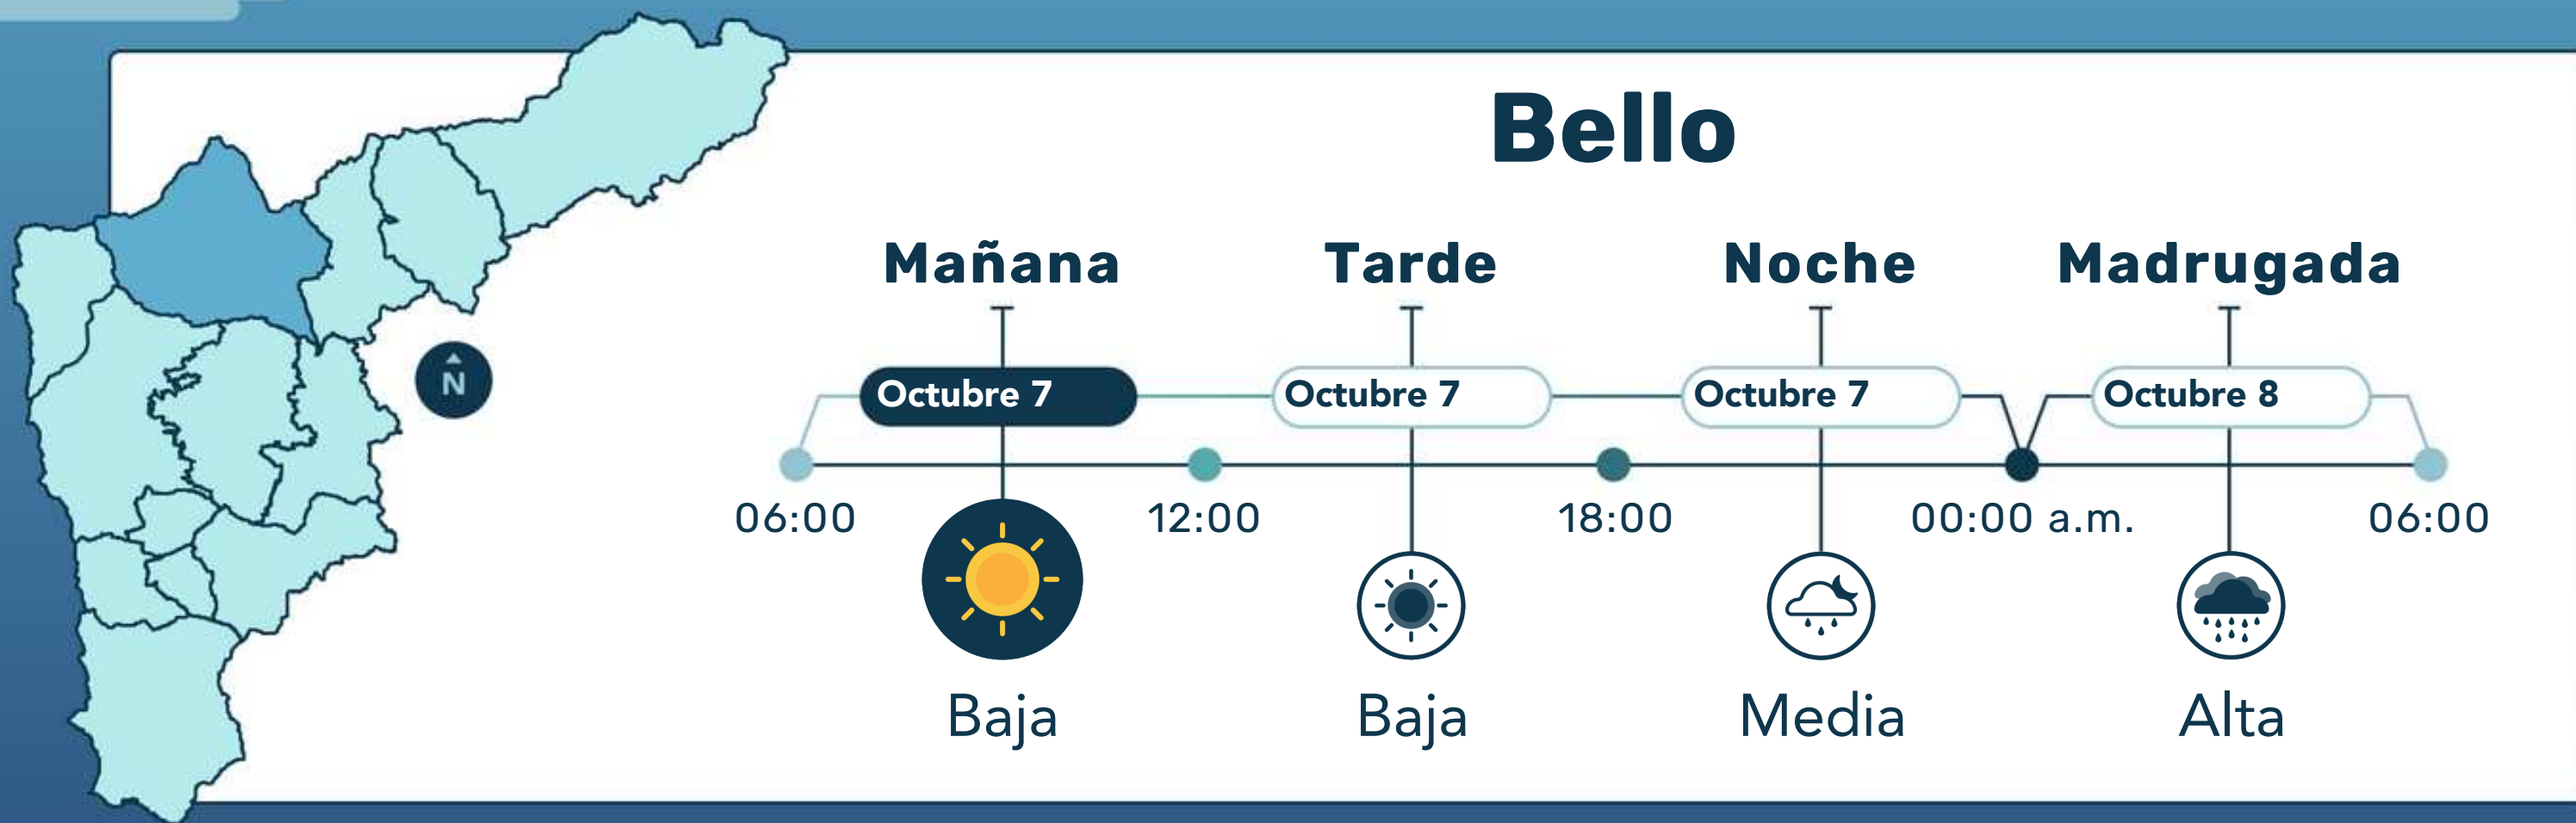 Bello
Mañana Tarde Noche Madrugada
Octubre 7 Octubre 7 Octubre 7 Octubre 8
N
06:00 12:00 18:00 00:00 a.m. 06:00
Baja Baja Media Alta